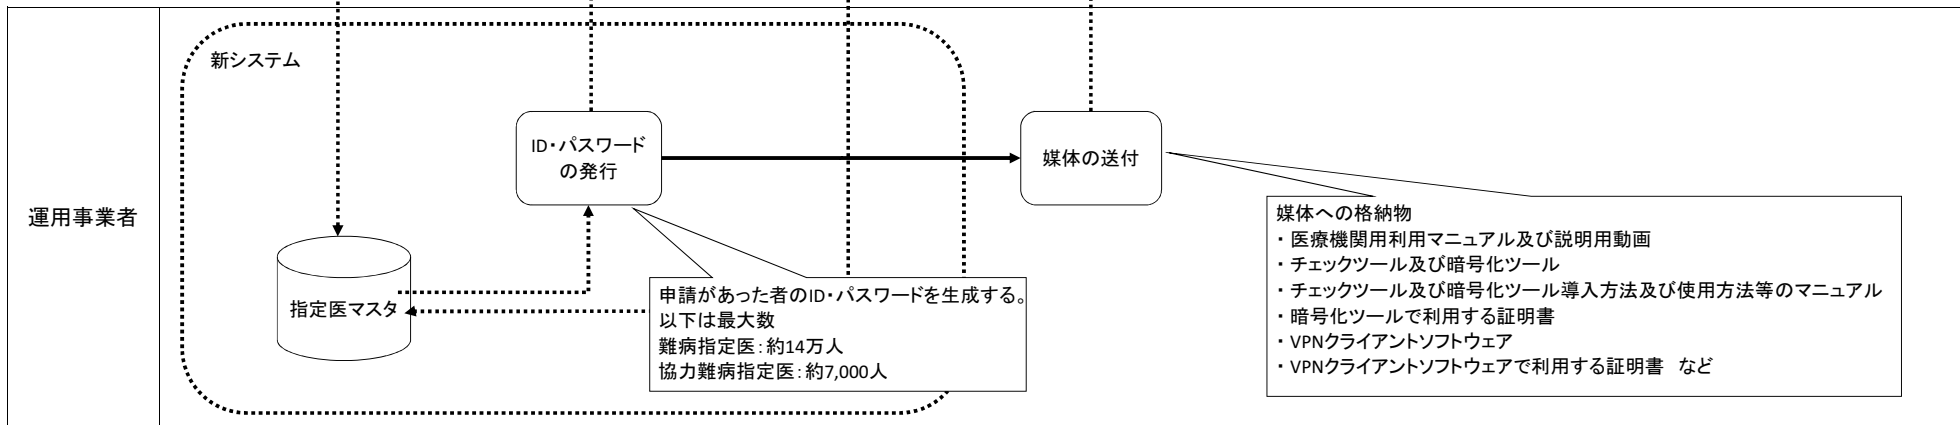 新システム
ID・パスワード
の発行
媒体の送付
運用事業者
指定医マスタ
申請があった者のID・パスワードを生成する。
以下は最大数
難病指定医：約14万人
協力難病指定医：約7,000人
媒体への格納物
・医療機関用利用マニュアル及び説明用動画
・チェックツール及び暗号化ツール
・チェックツール及び暗号化ツール導入方法及び使用方法等のマニュアル
・暗号化ツールで利用する証明書
・VPNクライアントソフトウェア
・VPNクライアントソフトウェアで利用する証明書　など